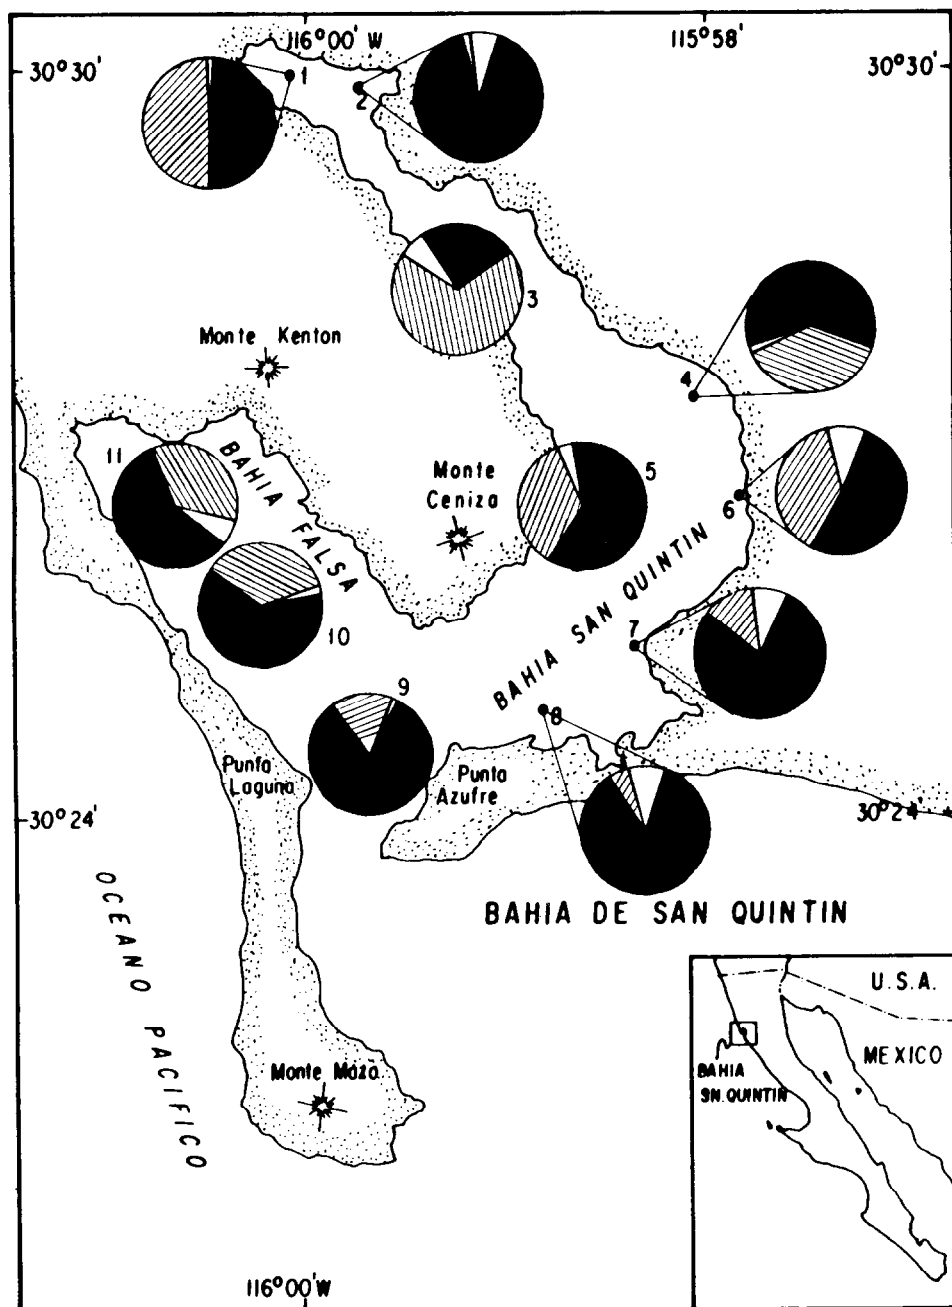 116°00' W
115°58'
30°30'
30°30'
1
2
3
4
Monte Kenton
11
BAHIA FALSA
Monte
Ceniza
5
6
BAHIA SAN QUINTIN
10
7
9
8
Punta
Laguna
Punta
Azufre
30°24'
30°24'
BAHIA DE SAN QUINTIN
OCEANO PACIFICO
U.S.A.
MEXICO
BAHIA
SN.QUINTIN
Monte Mazo
116°00'W